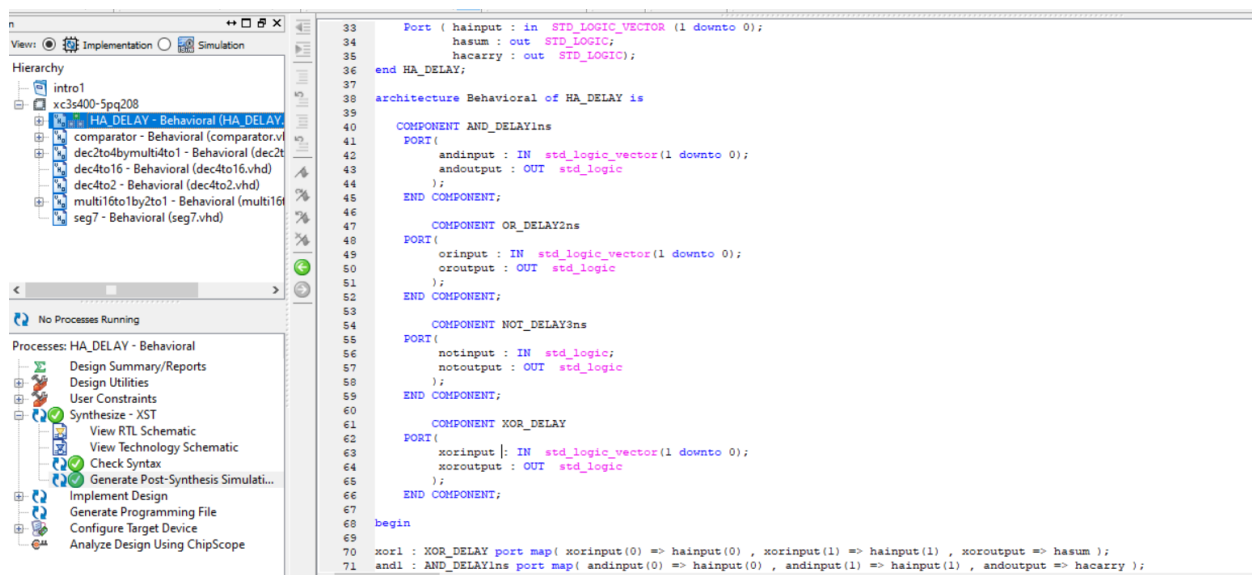 View: Implementation Simulation
Hierarchy
intro1
xc3s400-5pq208
HA_DELAY - Behavioral (HA_DELAY.
comparator - Behavioral (comparator.vl
dec2to4bymulti4to1 - Behavioral (dec2t
dec4to16 - Behavioral (dec4to16.vhd)
dec4to2 - Behavioral (dec4to2.vhd)
multi16to1by2to1 - Behavioral (multi16t
seg7 - Behavioral (seg7.vhd)
No Processes Running
Processes: HA_DELAY - Behavioral
Design Summary/Reports
Design Utilities
User Constraints
Synthesize - XST
View RTL Schematic
View Technology Schematic
Check Syntax
Generate Post-Synthesis Simulati...
Implement Design
Generate Programming File
Configure Target Device
Analyze Design Using ChipScope
33 Port ( hainput : in STD_LOGIC_VECTOR (1 downto 0);
34 hasum : out STD_LOGIC;
35 hacarry : out STD_LOGIC);
36 end HA_DELAY;
37
38 architecture Behavioral of HA_DELAY is
39
40 COMPONENT AND_DELAY1ns
41 PORT(
42 andinput : IN std_logic_vector(1 downto 0);
43 andoutput : OUT std_logic
44 );
45 END COMPONENT;
46
47 COMPONENT OR_DELAY2ns
48 PORT(
49 orinput : IN std_logic_vector(1 downto 0);
50 oroutput : OUT std_logic
51 );
52 END COMPONENT;
53
54 COMPONENT NOT_DELAY3ns
55 PORT(
56 notinput : IN std_logic;
57 notoutput : OUT std_logic
58 );
59 END COMPONENT;
60
61 COMPONENT XOR_DELAY
62 PORT(
63 xorinput : IN std_logic_vector(1 downto 0);
64 xoroutput : OUT std_logic
65 );
66 END COMPONENT;
67
68 begin
69
70 xor1 : XOR_DELAY port map( xorinput(0) => hainput(0) , xorinput(1) => hainput(1) , xoroutput => hasum );
71 and1 : AND_DELAY1ns port map( andinput(0) => hainput(0) , andinput(1) => hainput(1) , andoutput => hacarry );